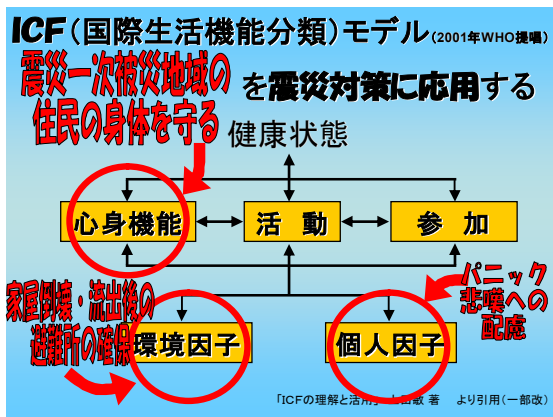 ICF(国際生活機能分類)モデル(2001年WHO提唱)
震災一次被災地域の
住民の身体を守る
を震災対策に応用する
健康状態
心身機能
活 動
参 加
家屋倒壊・流出後の
避難所の確保
パニック
悲嘆への
配慮
環境因子
個人因子
「ICFの理解と活用」 敏 著 より引用(一部改)